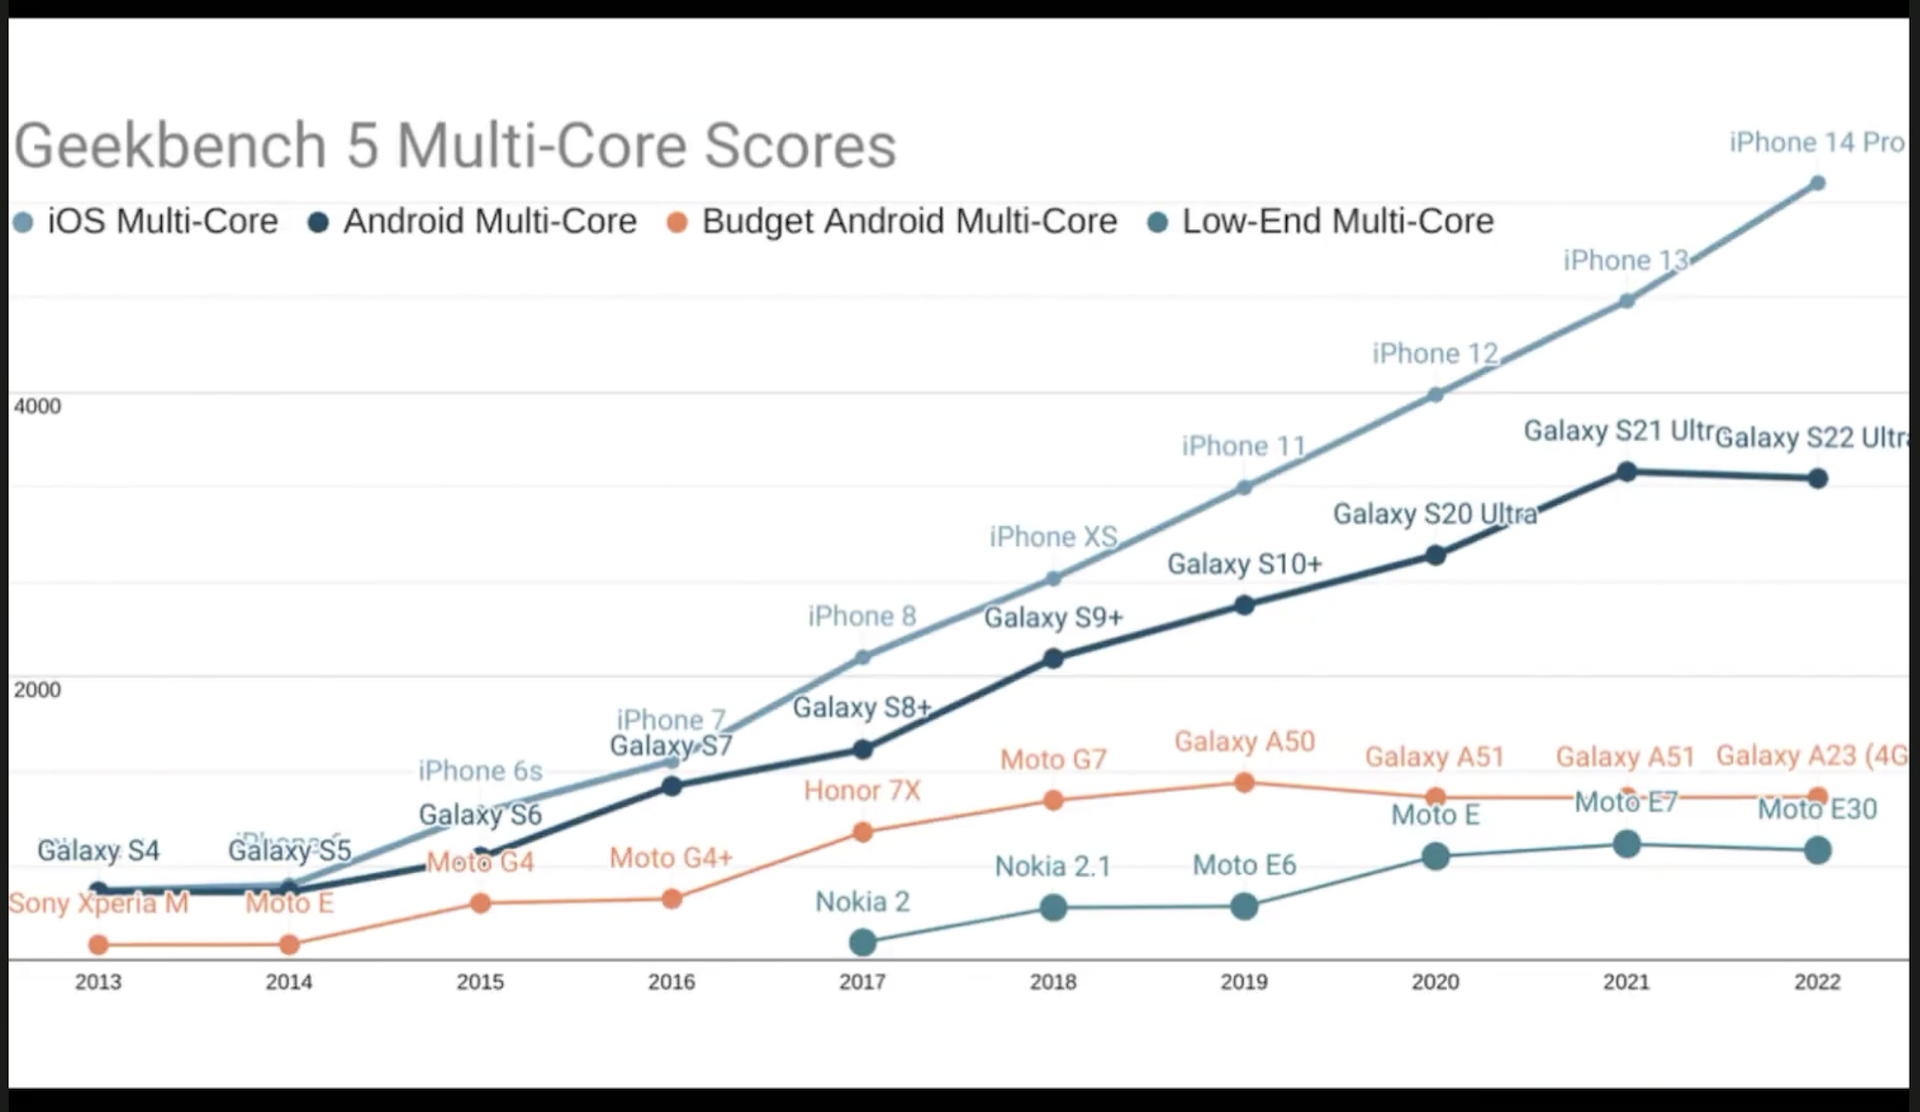 Geekbench 5 Multi-Core Scores
iPhone 14 Pro
iOS Multi-Core Android Multi-Core Budget Android Multi-Core Low-End Multi-Core
iPhone 13
iPhone 12
4000
Galaxy S21 Ultr Galaxy S22 Ultra
iPhone 11
Galaxy S20 Ultra
iPhone XS
Galaxy S10+
iPhone 8
Galaxy S9+
2000
Galaxy S8+
iPhone 7
Galaxy S7
Galaxy A50
Moto G7
Galaxy A51 Galaxy A51 Galaxy A23 (4G
iPhone 6s
Honor 7X
Moto E7
Moto E30
Galaxy S6
Moto E
Galaxy S4 Galaxy S5
Moto G4 Moto G4+
Nokia 2.1 Moto E6
Sony Xperia M Moto E
Nokia 2
2013 2014 2015 2016 2017 2018 2019 2020 2021 2022